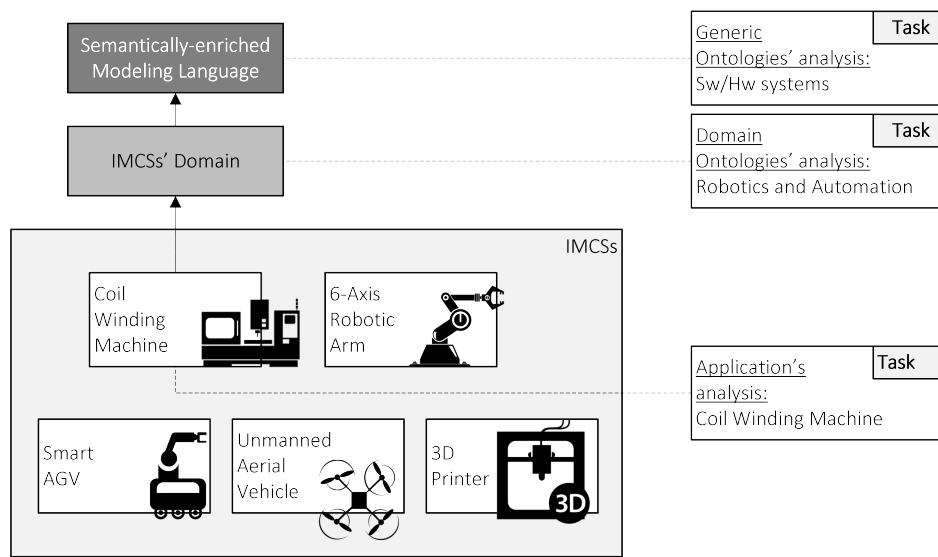 Semantically-enriched
Modeling Language
Generic
Task
Ontologies' analysis:
Sw/Hw systems
IMCSs' Domain
Domain
Task
Ontologies' analysis:
Robotics and Automation
IMCSs
Coil
Winding
Machine
6-Axis
Robotic
Arm
Application's
Task
analysis:
Coil Winding Machine
Smart
AGV
Unmanned
Aerial
Vehicle
3D
Printer
3D